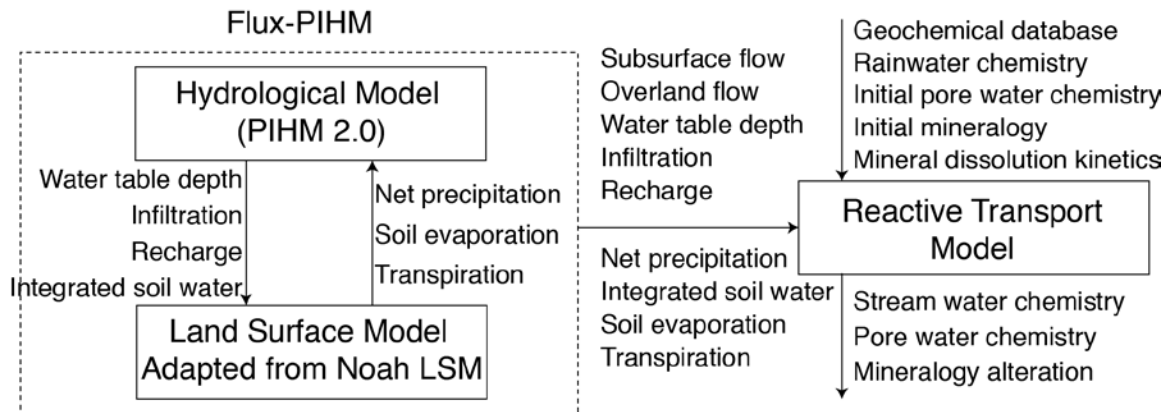 Flux-PIHM
Hydrological Model
(PIHM 2.0)
Water table depth
Infiltration
Recharge
Integrated soil water
Net precipitation
Soil evaporation
Transpiration
Land Surface Model
Adapted from Noah LSM
Subsurface flow
Overland flow
Water table depth
Infiltration
Recharge
Net precipitation
Integrated soil water
Soil evaporation
Transpiration
Geochemical database
Rainwater chemistry
Initial pore water chemistry
Initial mineralogy
Mineral dissolution kinetics
Reactive Transport
Model
Stream water chemistry
Pore water chemistry
Mineralogy alteration